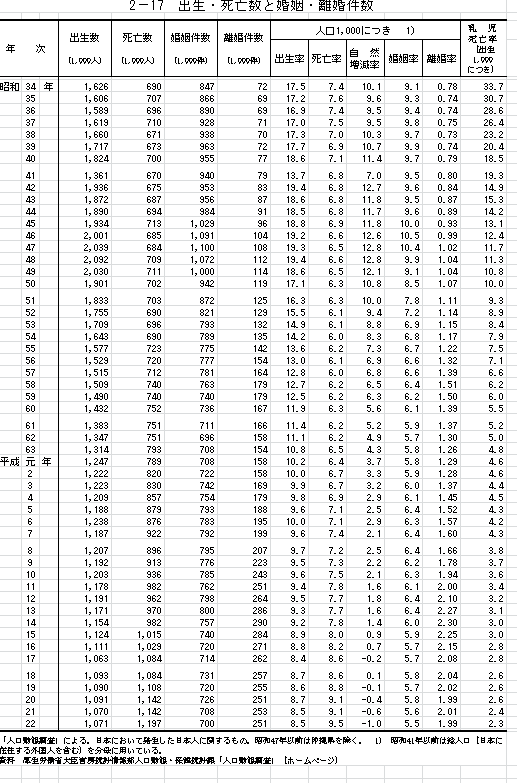 2－17 出生・死亡数と婚姻・離婚件数
年 次 出生数 死亡数 婚姻件数 離婚件数 人口1,000につき 1) 乳児死亡率(出生1,000につき)
(1,000人) (1,000人) (1,000件) (1,000件) 出生率 死亡率 自然増減率 婚姻率 離婚率
昭和 34 年 1,626 690 847 72 17.5 7.4 10.1 9.1 0.78 33.7
35 1,606 707 866 69 17.2 7.6 9.6 9.3 0.74 30.7
36 1,589 696 890 69 16.9 7.4 9.5 9.4 0.74 28.6
37 1,619 710 928 71 17.0 7.5 9.5 9.8 0.75 26.4
38 1,660 671 938 70 17.3 7.0 10.3 9.7 0.73 23.2
39 1,717 673 963 72 17.7 6.9 10.7 9.9 0.74 20.4
40 1,824 700 955 77 18.6 7.1 11.4 9.7 0.79 18.5
41 1,361 670 940 79 13.7 6.8 7.0 9.5 0.80 19.3
42 1,936 675 953 83 19.4 6.8 12.7 9.6 0.84 14.9
43 1,872 687 956 87 18.6 6.8 11.8 9.5 0.87 15.3
44 1,890 694 984 91 18.5 6.8 11.7 9.6 0.89 14.2
45 1,934 713 1,029 96 18.8 6.9 11.8 10.0 0.93 13.1
46 2,001 685 1,091 104 19.2 6.6 12.6 10.5 0.99 12.4
47 2,039 684 1,100 108 19.3 6.5 12.8 10.4 1.02 11.7
48 2,092 709 1,072 112 19.4 6.6 12.8 9.9 1.04 11.3
49 2,030 711 1,000 114 18.6 6.5 12.1 9.1 1.04 10.8
50 1,901 702 942 119 17.1 6.3 10.8 8.5 1.07 10.0
51 1,833 703 872 125 16.3 6.3 10.0 7.8 1.11 9.3
52 1,755 690 821 129 15.5 6.1 9.4 7.2 1.14 8.9
53 1,709 696 793 132 14.9 6.1 8.8 6.9 1.15 8.4
54 1,643 690 789 135 14.2 6.0 8.3 6.8 1.17 7.9
55 1,577 723 775 142 13.6 6.2 7.3 6.7 1.22 7.5
56 1,529 720 777 154 13.0 6.1 6.9 6.6 1.32 7.1
57 1,515 712 781 164 12.8 6.0 6.8 6.6 1.39 6.6
58 1,509 740 763 179 12.7 6.2 6.5 6.4 1.51 6.2
59 1,490 740 740 179 12.5 6.2 6.3 6.2 1.50 6.0
60 1,432 752 736 167 11.9 6.3 5.6 6.1 1.39 5.5
61 1,383 751 711 166 11.4 6.2 5.2 5.9 1.37 5.2
62 1,347 751 696 158 11.1 6.2 4.9 5.7 1.30 5.0
63 1,314 793 708 154 10.8 6.5 4.3 5.8 1.26 4.8
平成 元 年 1,247 789 708 158 10.2 6.4 3.7 5.8 1.29 4.6
2 1,222 820 722 158 10.0 6.7 3.3 5.9 1.28 4.6
3 1,223 830 742 169 9.9 6.7 3.2 6.0 1.37 4.4
4 1,209 857 754 179 9.8 6.9 2.9 6.1 1.45 4.5
5 1,188 879 793 188 9.6 7.1 2.5 6.4 1.52 4.3
6 1,238 876 783 195 10.0 7.1 2.9 6.3 1.57 4.2
7 1,187 922 792 199 9.6 7.4 2.1 6.4 1.60 4.3
8 1,207 896 795 207 9.7 7.2 2.5 6.4 1.66 3.8
9 1,192 913 776 223 9.5 7.3 2.2 6.2 1.78 3.7
10 1,203 936 785 243 9.6 7.5 2.1 6.3 1.94 3.6
11 1,178 982 762 251 9.4 7.8 1.6 6.1 2.00 3.4
12 1,191 962 798 264 9.5 7.7 1.8 6.4 2.10 3.2
13 1,171 970 800 286 9.3 7.7 1.6 6.4 2.27 3.1
14 1,154 982 757 290 9.2 7.8 1.4 6.0 2.30 3.0
15 1,124 1,015 740 284 8.9 8.0 0.9 5.9 2.25 3.0
16 1,111 1,029 720 271 8.8 8.2 0.7 5.7 2.15 2.8
17 1,063 1,084 714 262 8.4 8.6 -0.2 5.7 2.08 2.8
18 1,093 1,084 731 257 8.7 8.6 0.1 5.8 2.04 2.6
19 1,090 1,108 720 255 8.6 8.8 -0.1 5.7 2.02 2.6
20 1,091 1,142 726 251 8.7 9.1 -0.4 5.8 1.99 2.6
21 1,070 1,142 708 253 8.5 9.1 -0.6 5.6 2.01 2.4
22 1,071 1,197 700 251 8.5 9.5 -1.0 5.5 1.99 2.3
「人口動態調査」による。日本において発生した日本人に関するもの。昭和47年以前は沖縄県を除く。 1) 昭和41年以前は総人口(日本に
在住する外国人を含む)を分母に用いている。
資料 厚生労働省大臣官房統計情報部人口動態・保健統計課「人口動態調査」(ホームページ)